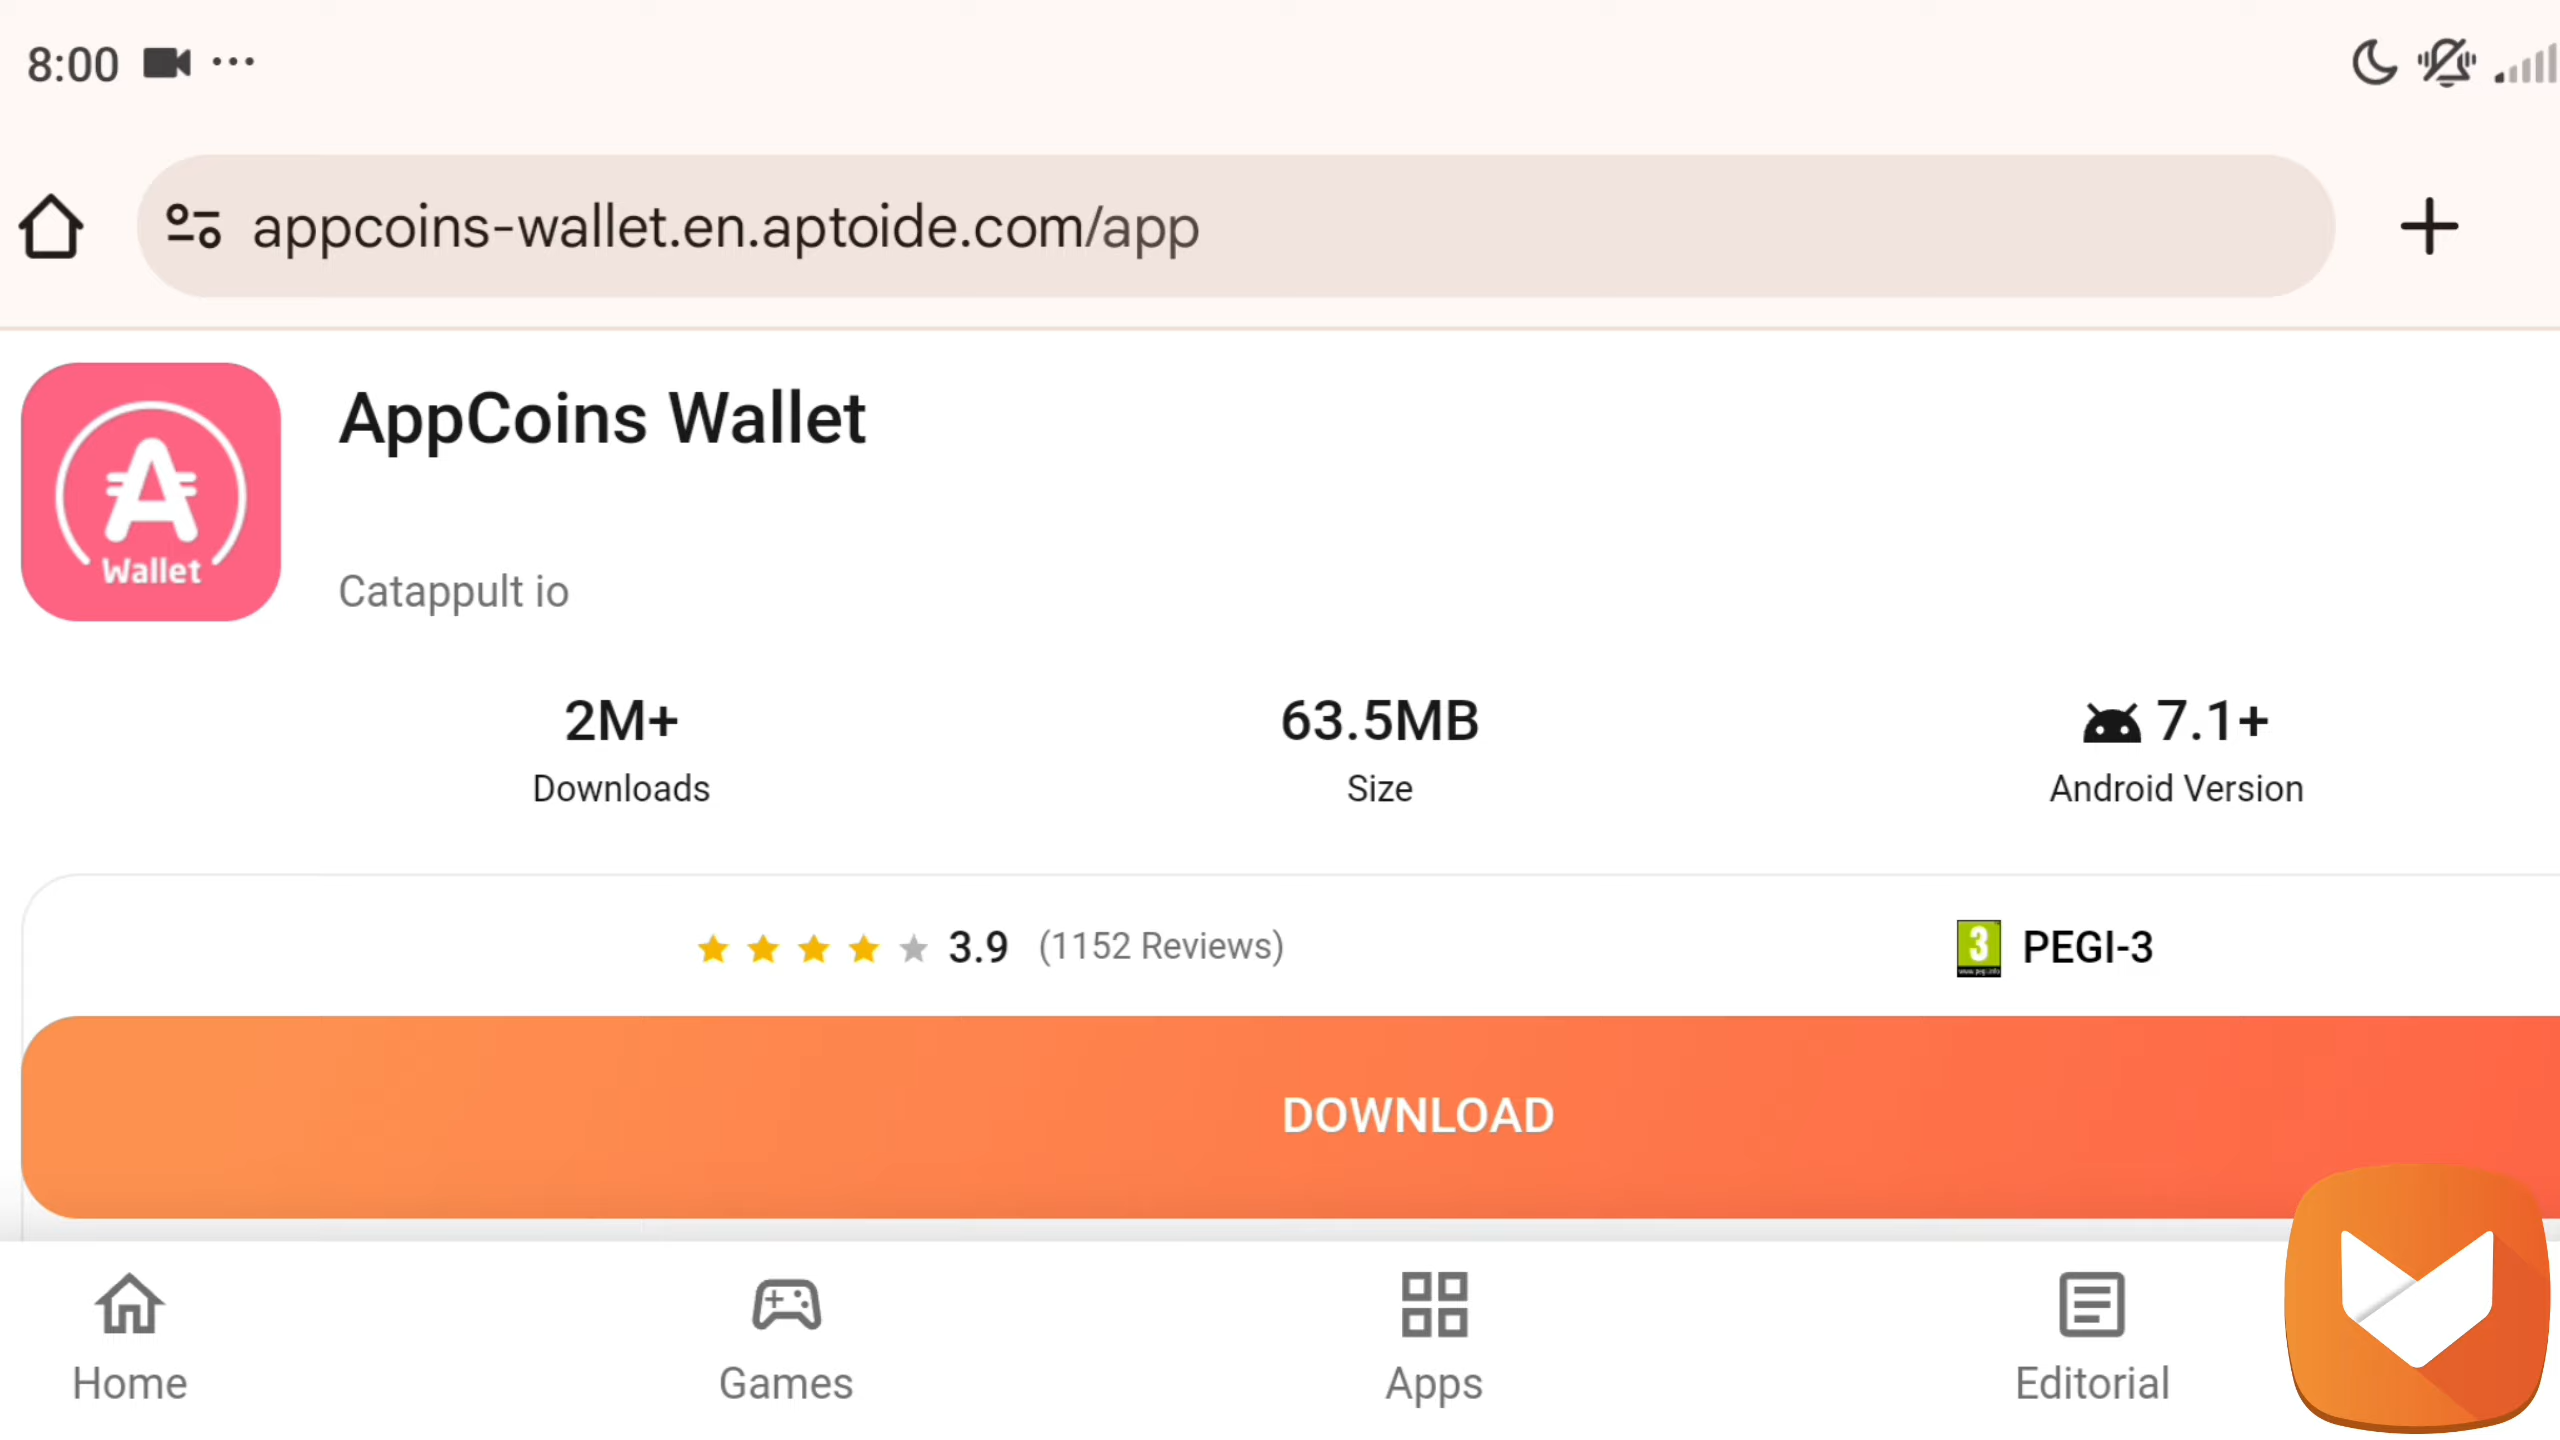 8:00
appcoins-wallet.en.aptoide.com/app
AppCoins Wallet
Wallet
Catappult io
2M+
Downloads
63.5MB
Size
7.1+
Android Version
3.9 (1152 Reviews)
3
PEGI-3
DOWNLOAD
Home
Games
Apps
Editorial